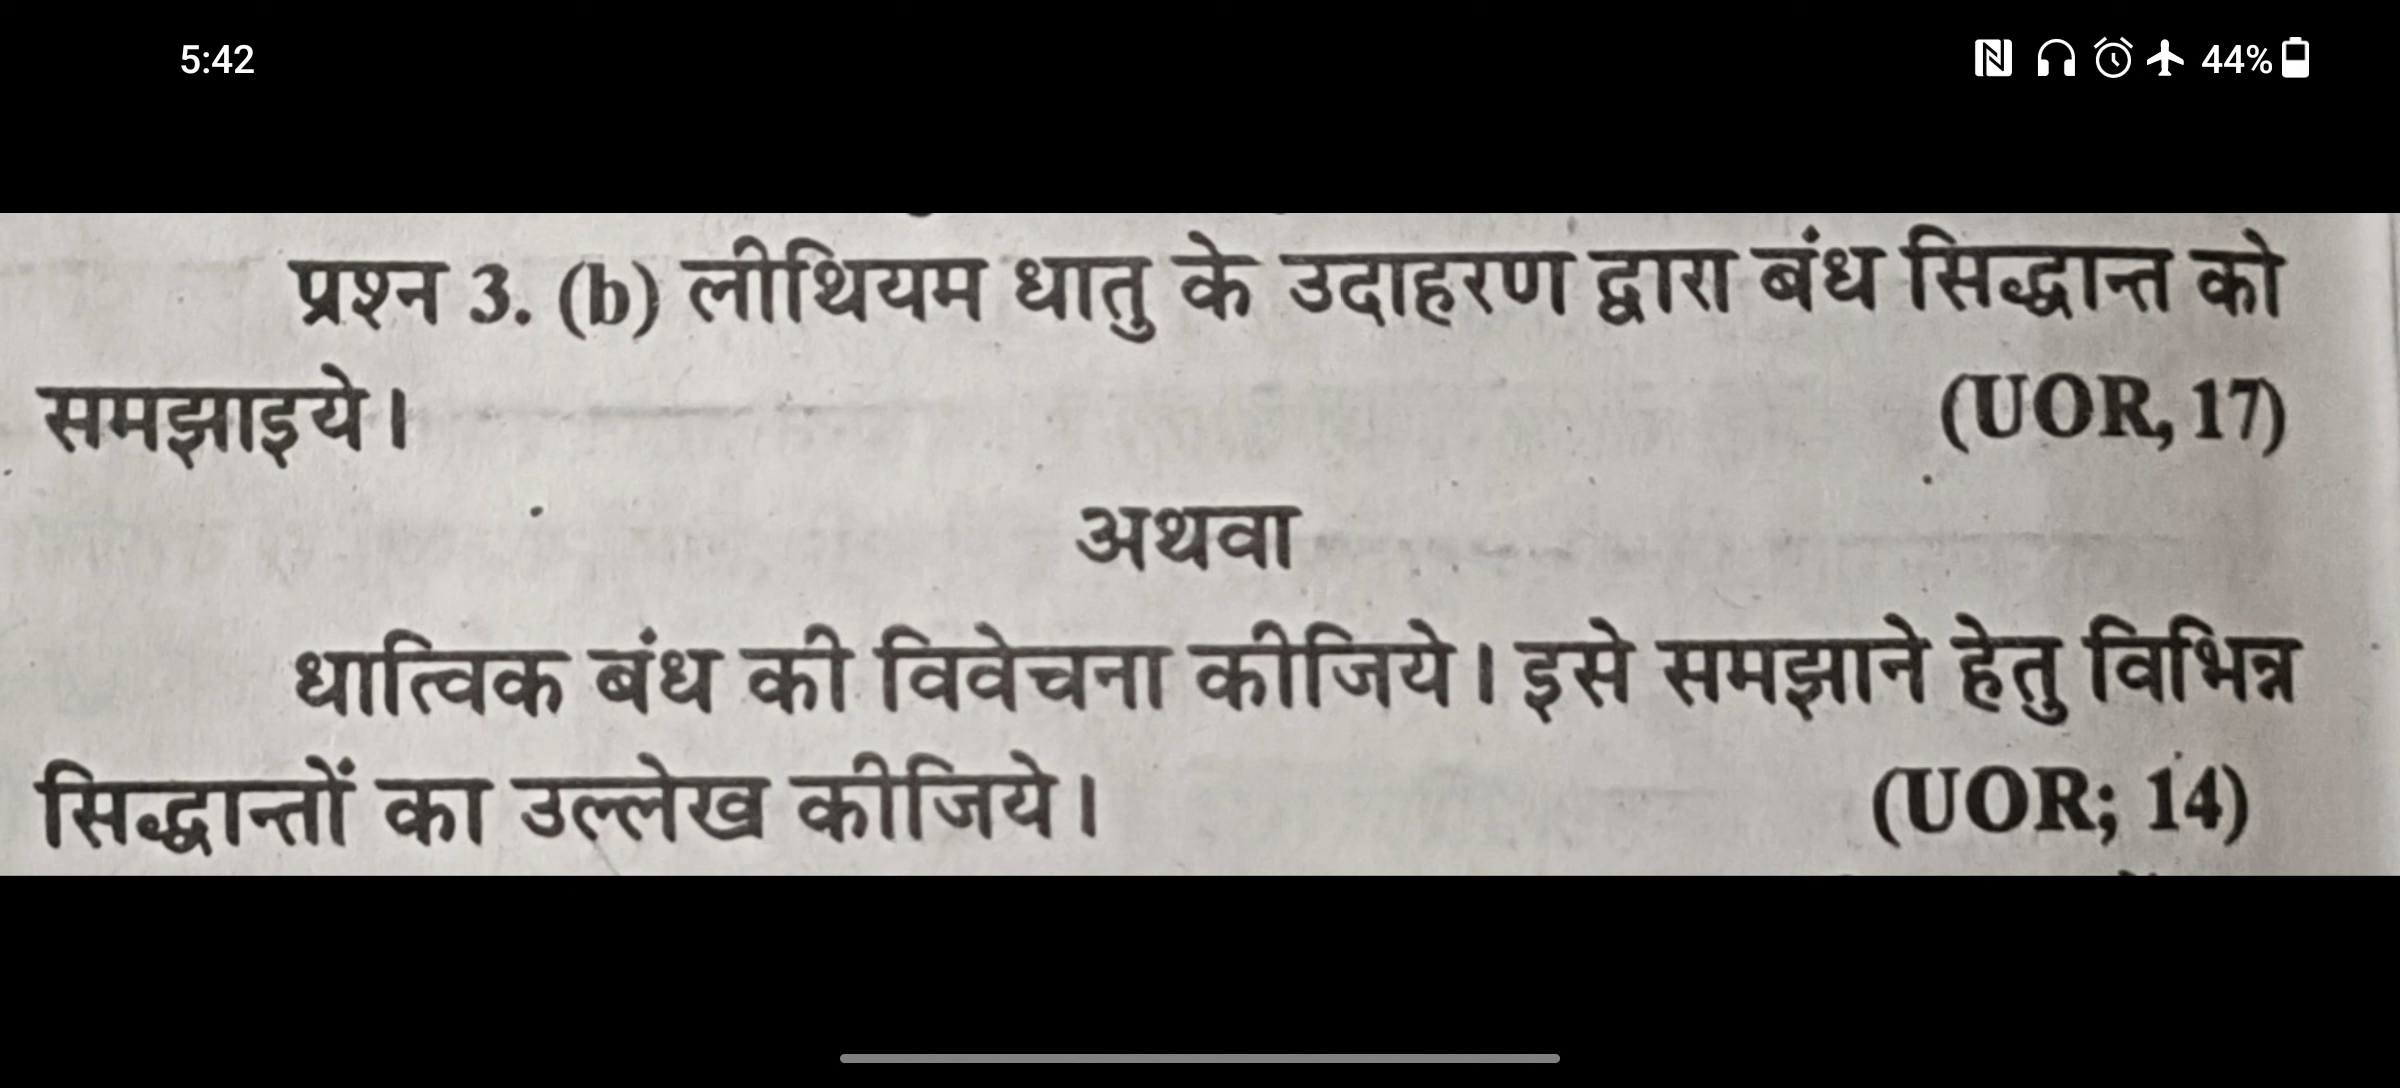 5:42 44%
प्रश्न 3. (b) लीथियम धातु के उदाहरण द्वारा बंध सिद्धान्त को
समझाइये। (UOR, 17)
अथवा
धात्विक बंध की विवेचना कीजिये। इसे समझाने हेतु विभिन्न
सिद्धान्तों का उल्लेख कीजिये। (UOR; 14)